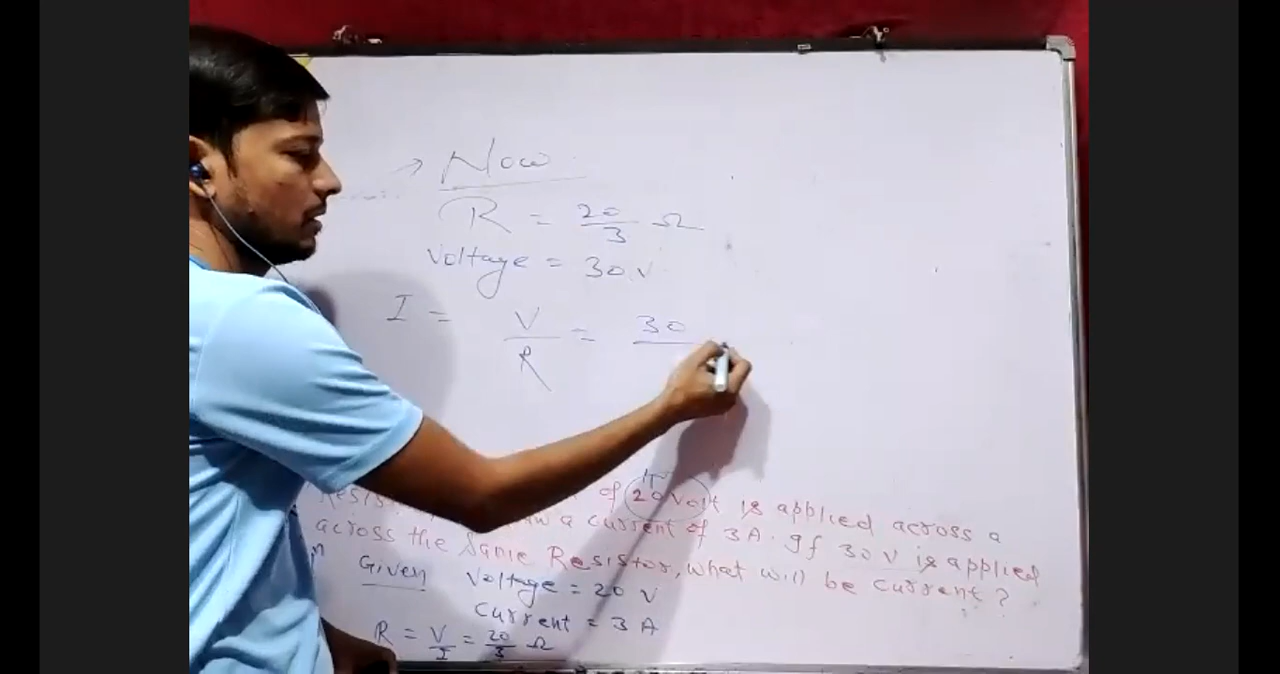 → Now
R = 20/3 Ω
Voltage = 30 V
I = V/R = 30
of 20 Volt is applied across a
a current of 3A. If 30 V is applied
across the Same Resistor, what will be current ?
Given Voltage = 20 V
Current = 3 A
R = V/I = 20/3 Ω